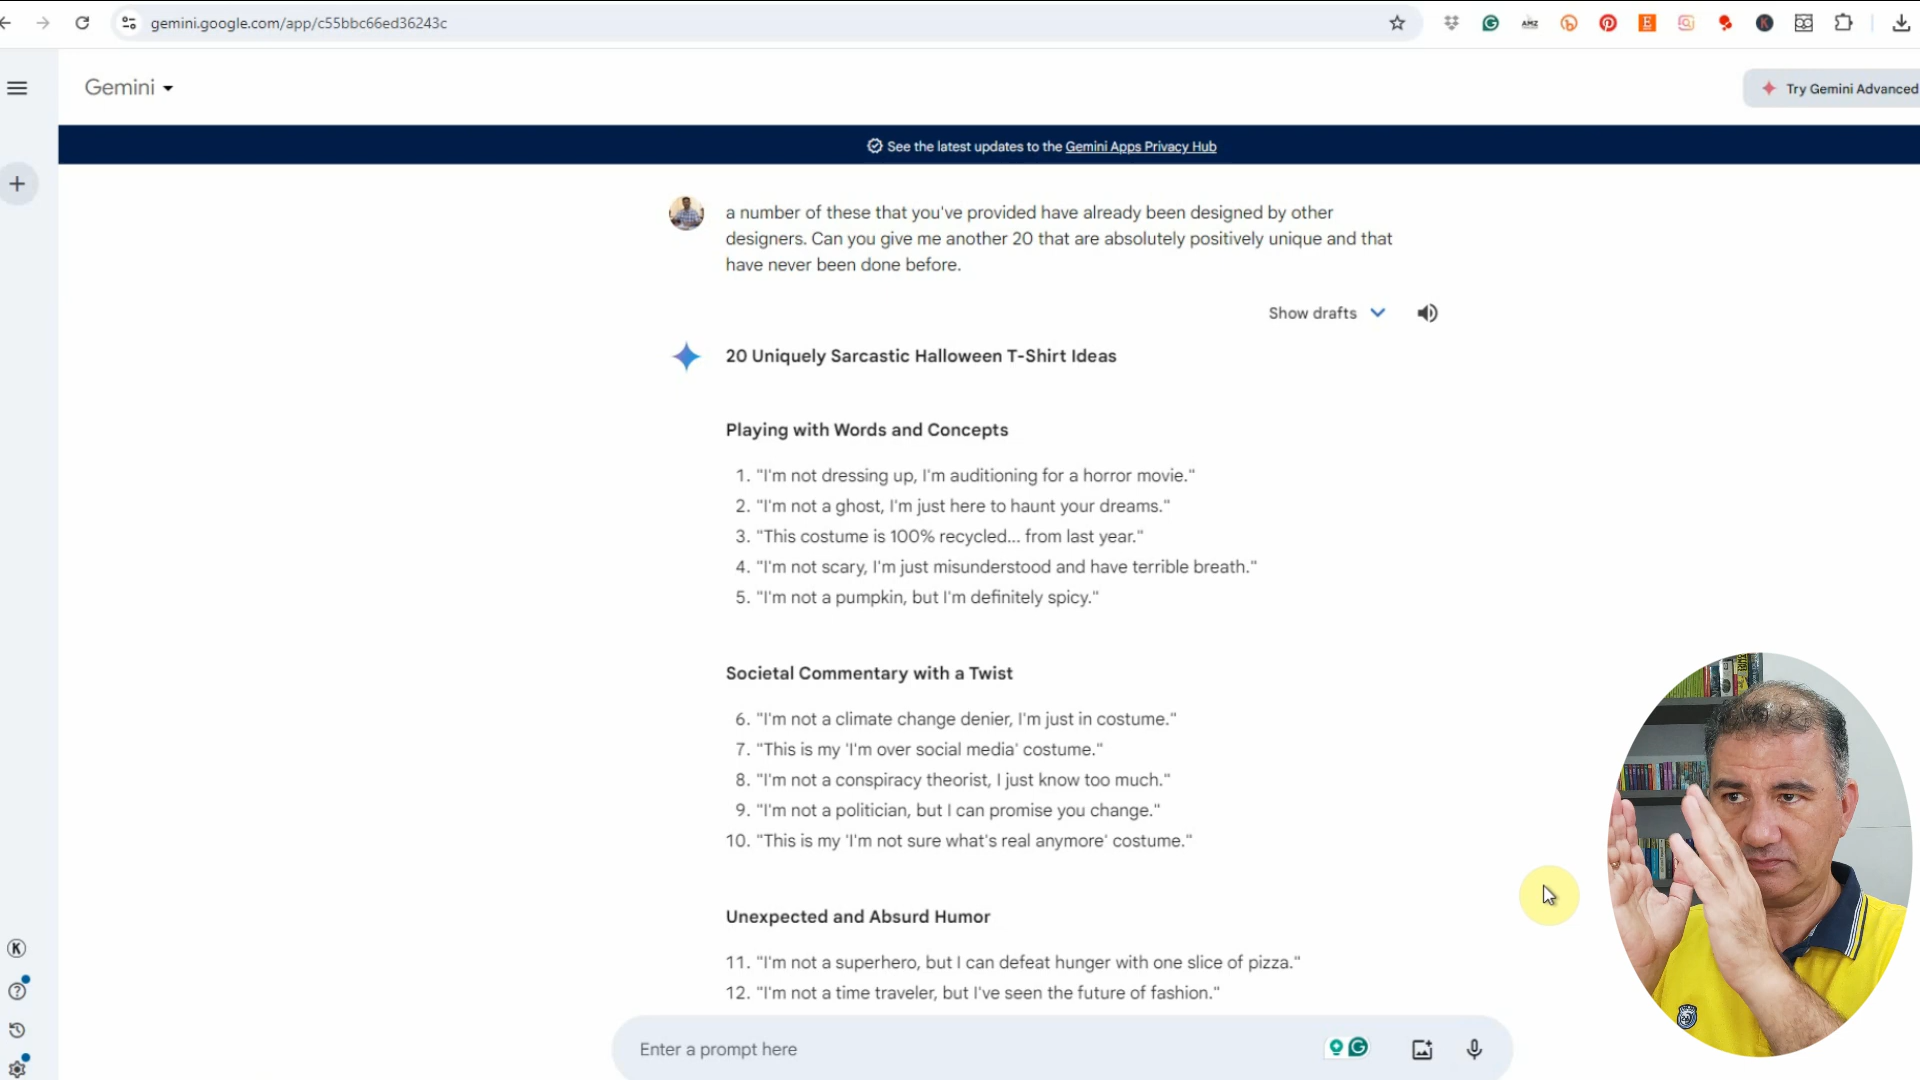 gemini.google.com/app/c55bbc66ed36243c
AMZ
Gemini
Try Gemini Advanced
See the latest updates to the Gemini Apps Privacy Hub
a number of these that you've provided have already been designed by other
designers. Can you give me another 20 that are absolutely positively unique and that
have never been done before.
Show drafts
20 Uniquely Sarcastic Halloween T-Shirt Ideas
Playing with Words and Concepts
1. "I'm not dressing up, I'm auditioning for a horror movie."
2. "I'm not a ghost, I'm just here to haunt your dreams."
3. "This costume is 100% recycled... from last year."
4. "I'm not scary, I'm just misunderstood and have terrible breath."
5. "I'm not a pumpkin, but I'm definitely spicy."
Societal Commentary with a Twist
6. "I'm not a climate change denier, I'm just in costume."
7. "This is my 'I'm over social media' costume."
8. "I'm not a conspiracy theorist, I just know too much."
9. "I'm not a politician, but I can promise you change."
10. "This is my 'I'm not sure what's real anymore' costume."
Unexpected and Absurd Humor
11. "I'm not a superhero, but I can defeat hunger with one slice of pizza."
12. "I'm not a time traveler, but I've seen the future of fashion."
K
Enter a prompt here